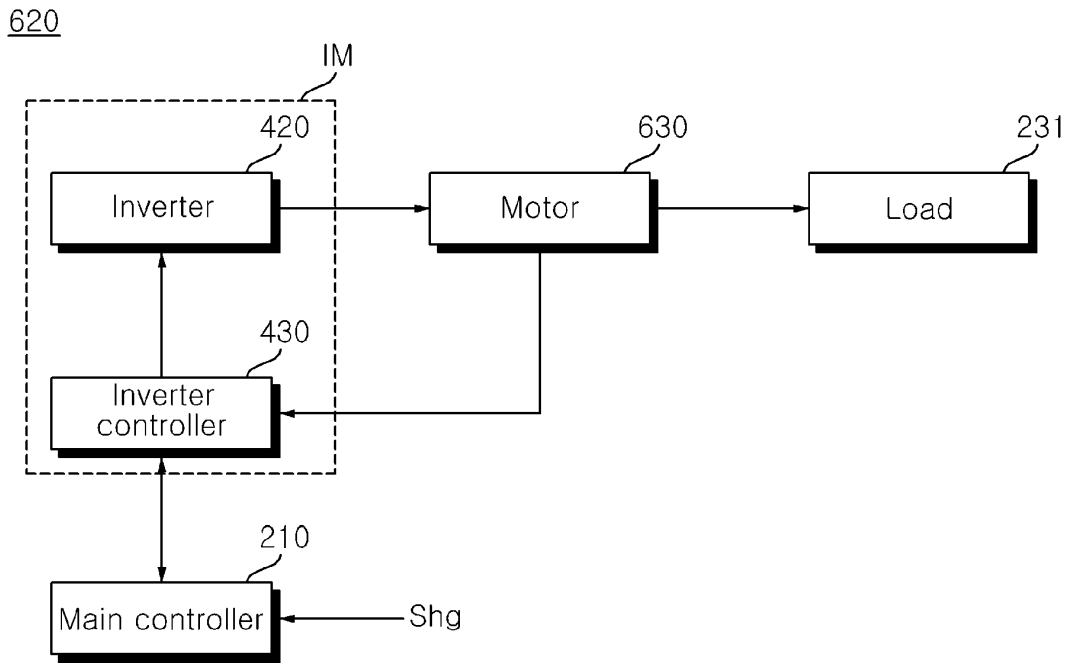 620
IM
420
630
231
Inverter
Motor
Load
430
Inverter
controller
210
Main controller
Shg